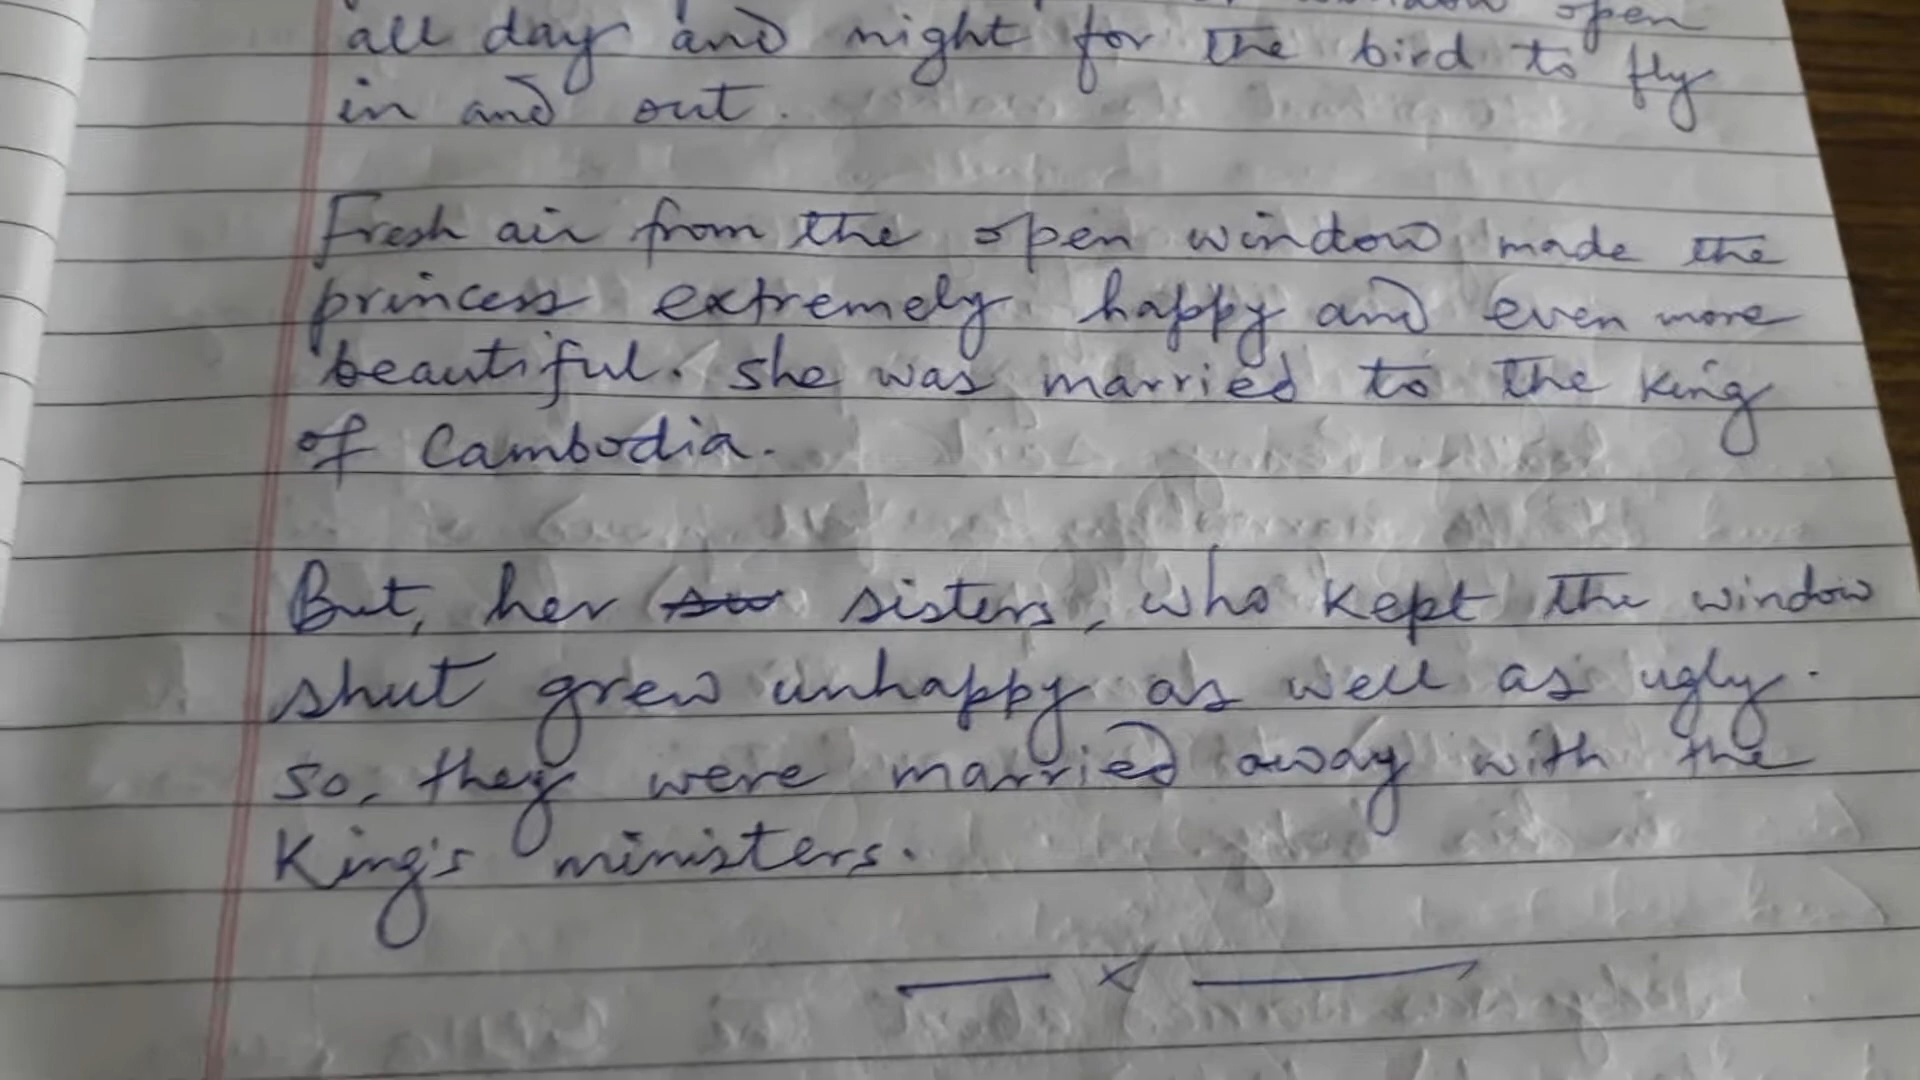 window open
all day and night for the bird to fly
in and out.
Fresh air from the open window made the
princess extremely happy and even more
beautiful. She was married to the King
of Cambodia.
But, her sisters, who kept the window
shut grew unhappy as well as ugly.
So, they were married away with the
King's ministers.
— x —